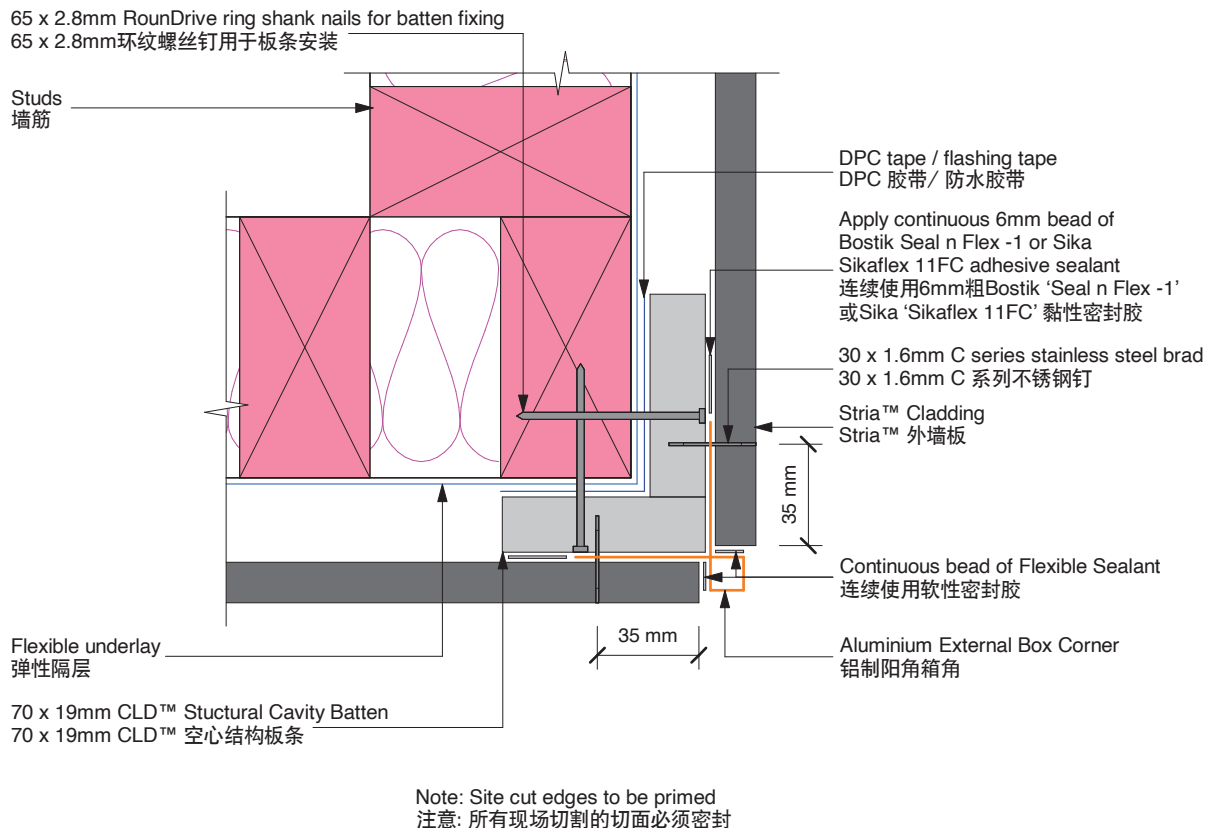 65 x 2.8mm RounDrive ring shank nails for batten fixing
65 x 2.8mm环纹螺丝钉用于板条安装
Studs
墙筋
DPC tape / flashing tape
DPC 胶带/ 防水胶带
Apply continuous 6mm bead of
Bostik Seal n Flex -1 or Sika
Sikaflex 11FC adhesive sealant
连续使用6mm粗Bostik ‘Seal n Flex -1’
或Sika ‘Sikaflex 11FC’ 黏性密封胶
30 x 1.6mm C series stainless steel brad
30 x 1.6mm C 系列不锈钢钉
Stria™ Cladding
Stria™ 外墙板
35 mm
Continuous bead of Flexible Sealant
连续使用软性密封胶
35 mm
Flexible underlay
弹性隔层
Aluminium External Box Corner
铝制阳角箱角
70 x 19mm CLD™ Stuctural Cavity Batten
70 x 19mm CLD™ 空心结构板条
Note: Site cut edges to be primed
注意: 所有现场切割的切面必须密封